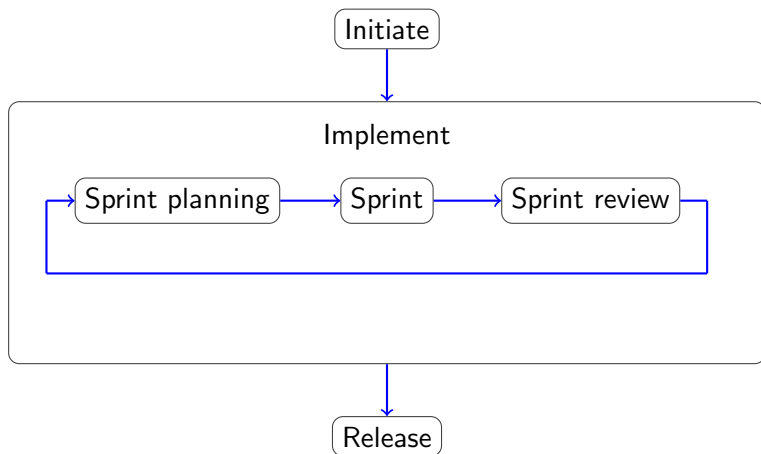 Initiate
Implement
Sprint planning
Sprint
Sprint review
Release